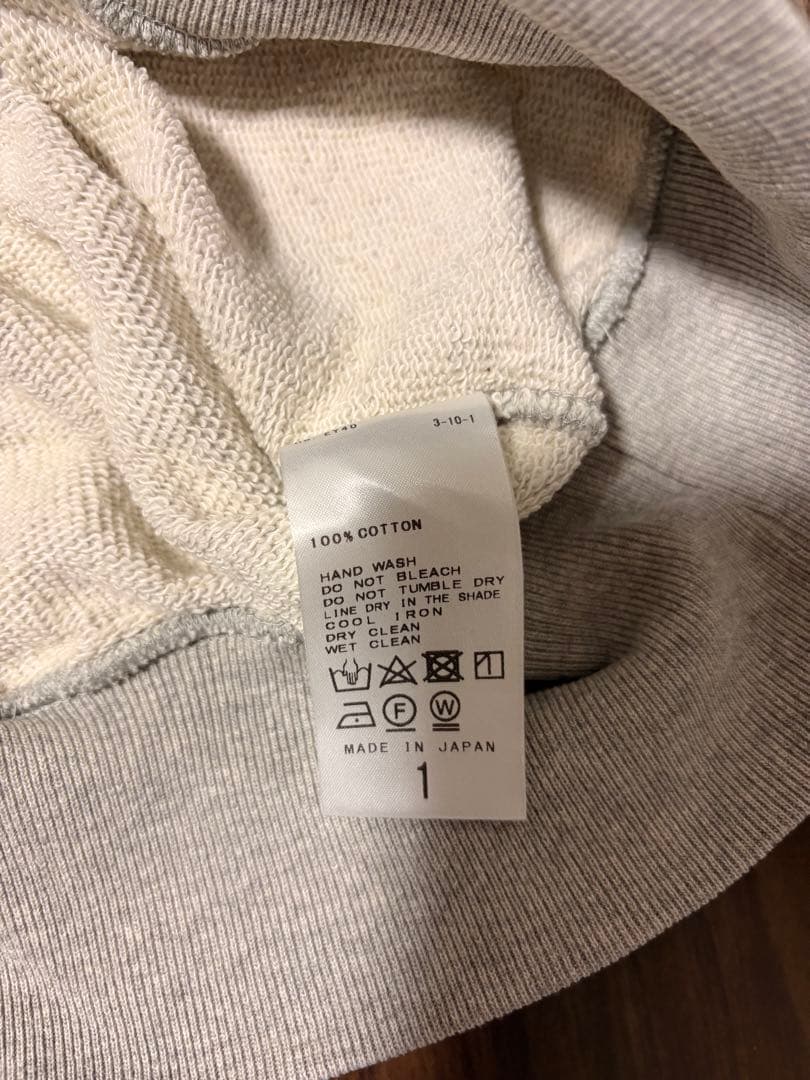 3-10-1
100% COTTON
HAND WASH
DO NOT BLEACH
DO NOT TUMBLE DRY
LINE DRY IN THE SHADE
COOL IRON
DRY CLEAN
WET CLEAN
F W
MADE IN JAPAN
1